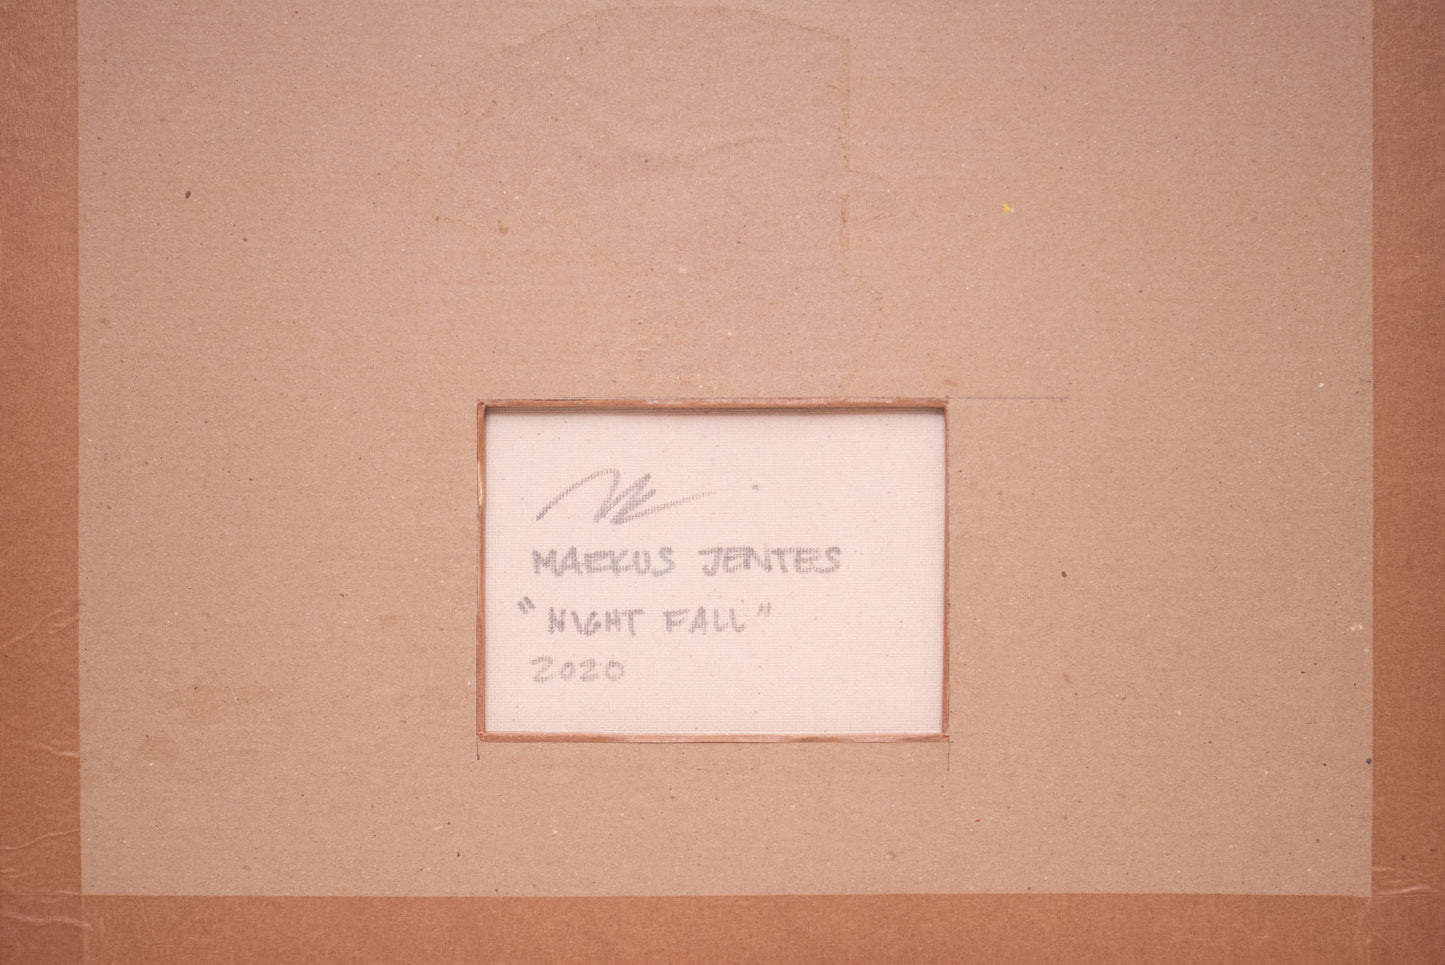 MARKUS JENTES
"NIGHT FALL"
2020